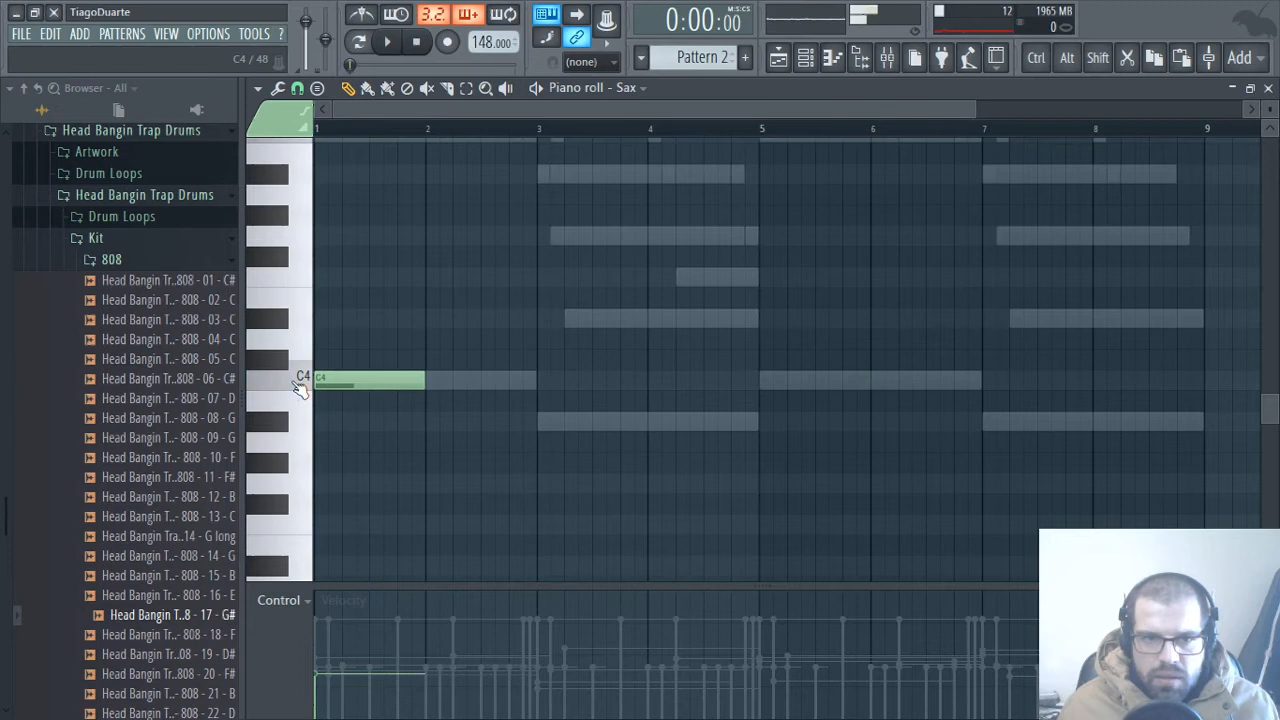 TiagoDuarte
FILE EDIT ADD PATTERNS VIEW OPTIONS TOOLS ?
C4 / 48
3.2.
148.000
(none)
0:00:00
M:S:CS
Pattern 2
12
1965 MB
0
Ctrl Alt Shift
Add
Browser - All
Piano roll - Sax
1 2 3 4 5 6 7 8 9
Head Bangin Trap Drums
Artwork
Drum Loops
Head Bangin Trap Drums
Drum Loops
Kit
808
Head Bangin Tr..808 - 01 - C#
Head Bangin T..- 808 - 02 - C
Head Bangin T..- 808 - 03 - C
Head Bangin T..- 808 - 04 - C
Head Bangin T..- 808 - 05 - C
Head Bangin Tr..808 - 06 - C#
Head Bangin T..- 808 - 07 - D
Head Bangin T..- 808 - 08 - G
Head Bangin T..- 808 - 09 - G
Head Bangin T..- 808 - 10 - F
Head Bangin Tr..808 - 11 - F#
Head Bangin T..- 808 - 12 - B
Head Bangin T..- 808 - 13 - C
Head Bangin Tra..14 - G long
Head Bangin T..- 808 - 14 - G
Head Bangin T..- 808 - 15 - B
Head Bangin T..- 808 - 16 - E
Head Bangin T..8 - 17 - G#
Head Bangin T..- 808 - 18 - F
Head Bangin T..08 - 19 - D#
Head Bangin Tr..808 - 20 - F#
Head Bangin T..- 808 - 21 - B
Head Bangin T..- 808 - 22 - D
C4
C4
Control
Velocity